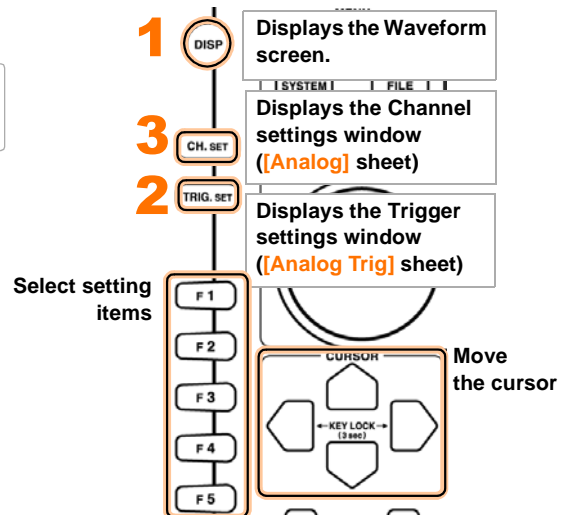 1
DISP
Displays the Waveform
screen.
SYSTEM
FILE
3
CH. SET
Displays the Channel
settings window
([Analog] sheet)
2
TRIG. SET
Displays the Trigger
settings window
([Analog Trig] sheet)
Select setting
items
F 1
F 2
F 3
F 4
F 5
CURSOR
KEY LOCK
(3 sec)
Move
the cursor